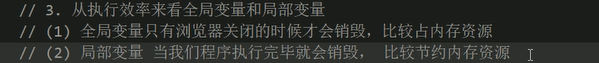 // 3. 从执行效率来看全局变量和局部变量
// (1) 全局变量只有浏览器关闭的时候才会销毁，比较占内存资源
// (2) 局部变量 当我们程序执行完毕就会销毁， 比较节约内存资源